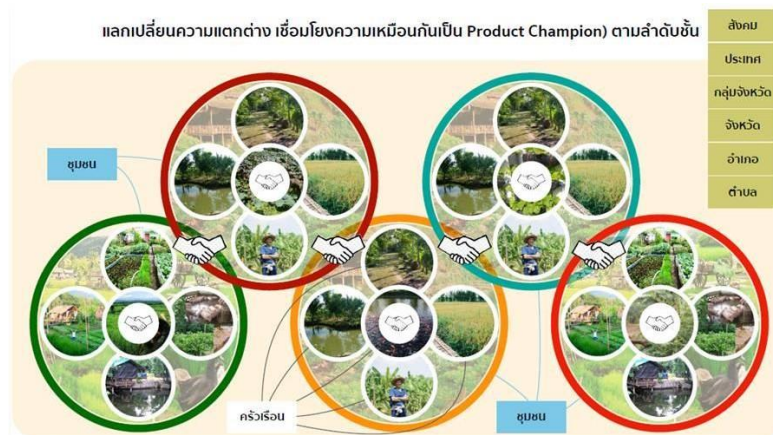 แลกเปลี่ยนความแตกต่าง เชื่อมโยงความเหมือนกันเป็น Product Champion) ตามลำดับชั้น
สังคม
ประเทศ
กลุ่มจังหวัด
จังหวัด
อำเภอ
ตำบล
ชุมชน
ครัวเรือน
ชุมชน